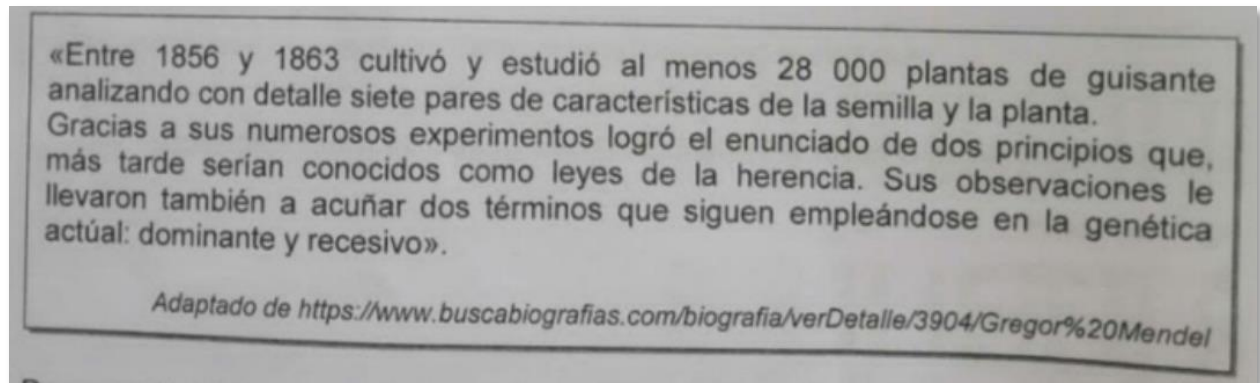 «Entre 1856 y 1863 cultivó y estudió al menos 28 000 plantas de guisante
analizando con detalle siete pares de características de la semilla y la planta.
Gracias a sus numerosos experimentos logró el enunciado de dos principios que,
más tarde serían conocidos como leyes de la herencia. Sus observaciones le
llevaron también a acuñar dos términos que siguen empleándose en la genética
actúal: dominante y recesivo».
Adaptado de https://www.buscabiografias.com/biografia/verDetalle/3904/Gregor%20Mendel